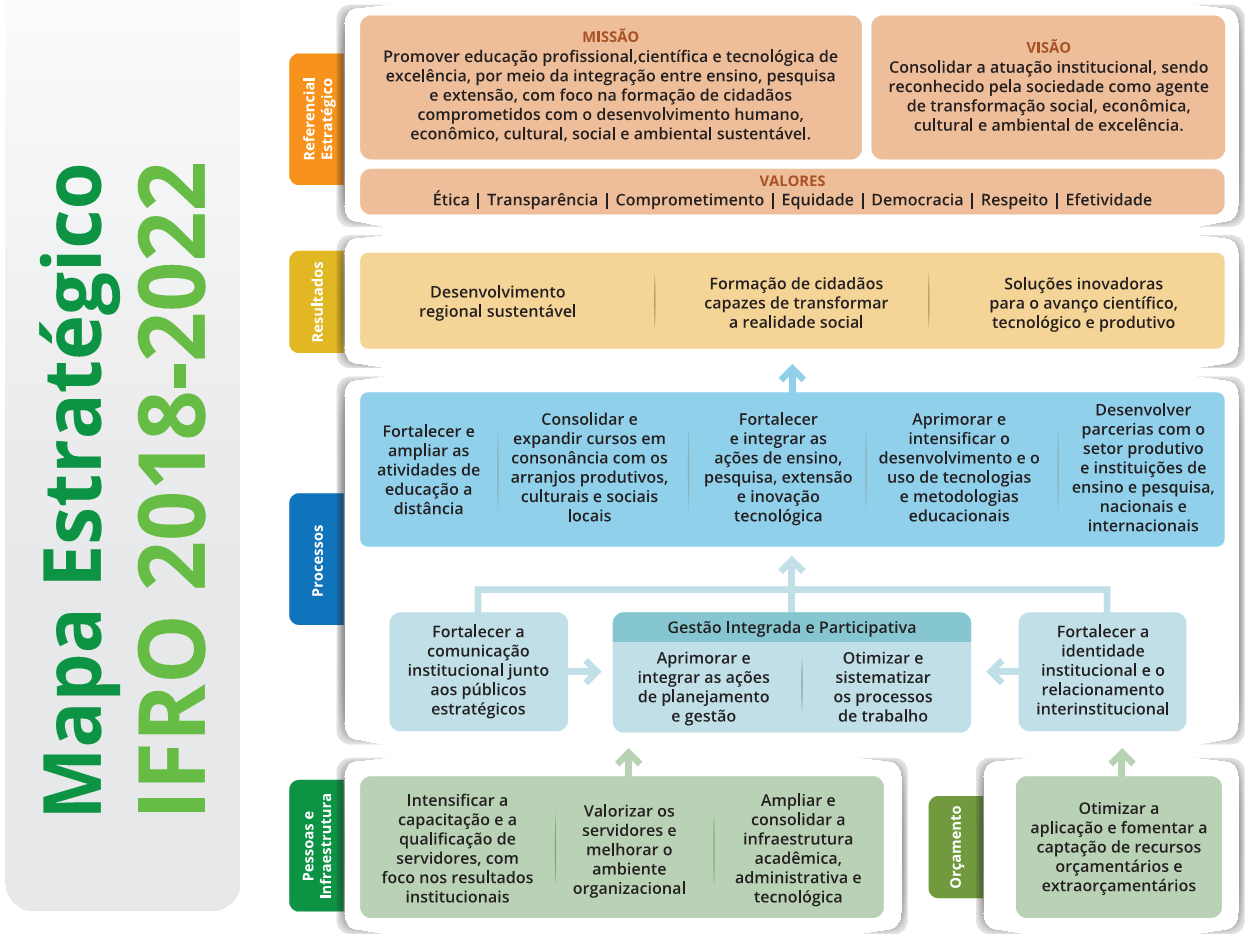 Mapa Estratégico
IFRO 2018-2022
Referencial
Estratégico
MISSÃO
Promover educação profissional,científica e tecnológica de
excelência, por meio da integração entre ensino, pesquisa
e extensão, com foco na formação de cidadãos
comprometidos com o desenvolvimento humano,
econômico, cultural, social e ambiental sustentável.
VISÃO
Consolidar a atuação institucional, sendo
reconhecido pela sociedade como agente
de transformação social, econômica,
cultural e ambiental de excelência.
VALORES
Ética | Transparência | Comprometimento | Equidade | Democracia | Respeito | Efetividade
Resultados
Desenvolvimento
regional sustentável
Formação de cidadãos
capazes de transformar
a realidade social
Soluções inovadoras
para o avanço científico,
tecnológico e produtivo
Processos
Fortalecer e
ampliar as
atividades de
educação a
distância
Consolidar e
expandir cursos em
consonância com os
arranjos produtivos,
culturais e sociais
locais
Fortalecer
e integrar as
ações de ensino,
pesquisa, extensão
e inovação
tecnológica
Aprimorar e
intensificar o
desenvolvimento e o
uso de tecnologias
e metodologias
educacionais
Desenvolver
parcerias com o
setor produtivo
e instituições de
ensino e pesquisa,
nacionais e
internacionais
Fortalecer a
comunicação
institucional junto
aos públicos
estratégicos
Gestão Integrada e Participativa
Aprimorar e
integrar as ações
de planejamento
e gestão
Otimizar e
sistematizar
os processos
de trabalho
Fortalecer a
identidade
institucional e o
relacionamento
interinstitucional
Pessoas e
Infraestrutura
Intensificar a
capacitação e a
qualificação de
servidores, com
foco nos resultados
institucionais
Valorizar os
servidores e
melhorar o
ambiente
organizacional
Ampliar e
consolidar a
infraestrutura
acadêmica,
administrativa e
tecnológica
Orçamento
Otimizar a
aplicação e fomentar a
captação de recursos
orçamentários e
extraorçamentários